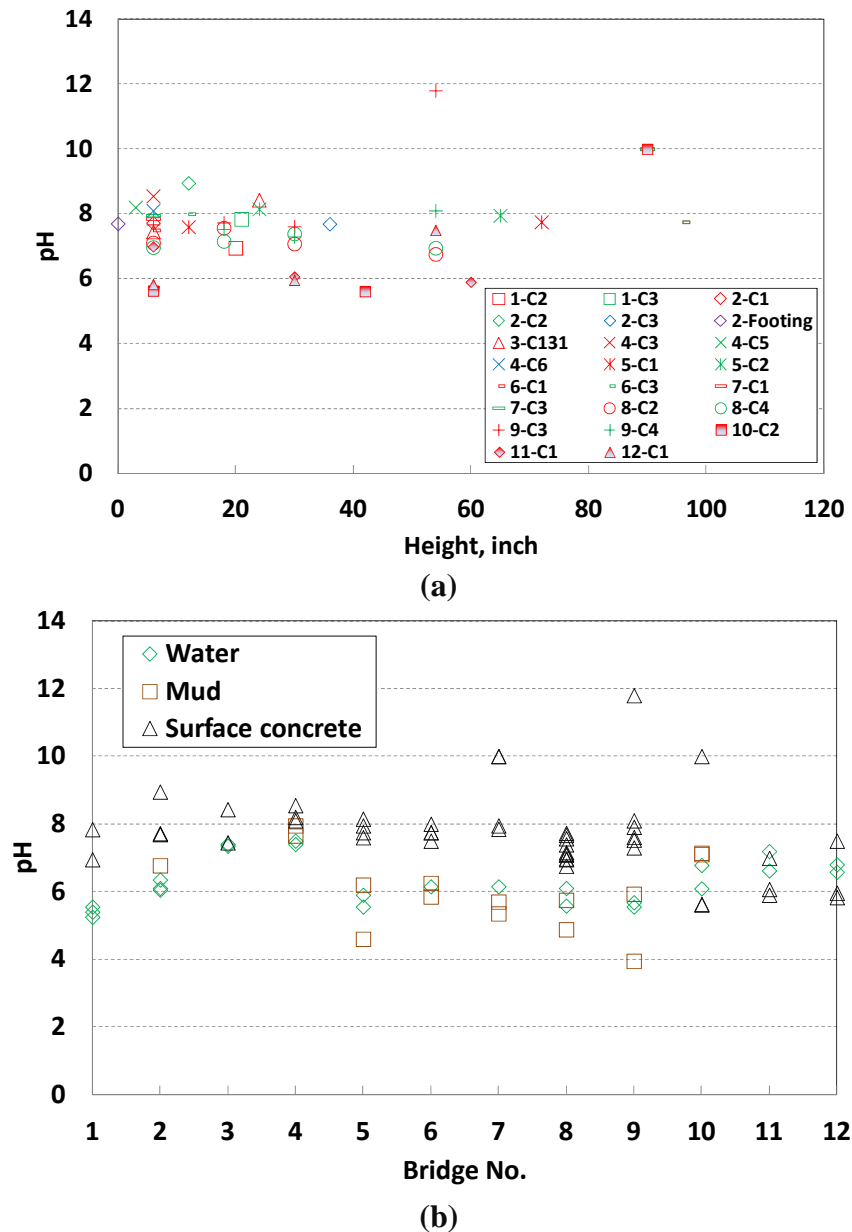 14
12
10
8
6
4
2
0
pH
0 20 40 60 80 100 120
Height, inch
1-C2 1-C3 2-C1
2-C2 2-C3 2-Footing
3-C131 4-C3 4-C5
4-C6 5-C1 5-C2
6-C1 6-C3 7-C1
7-C3 8-C2 8-C4
9-C3 9-C4 10-C2
11-C1 12-C1
(a)
14
12
10
8
6
4
2
0
pH
Water
Mud
Surface concrete
1 2 3 4 5 6 7 8 9 10 11 12
Bridge No.
(b)